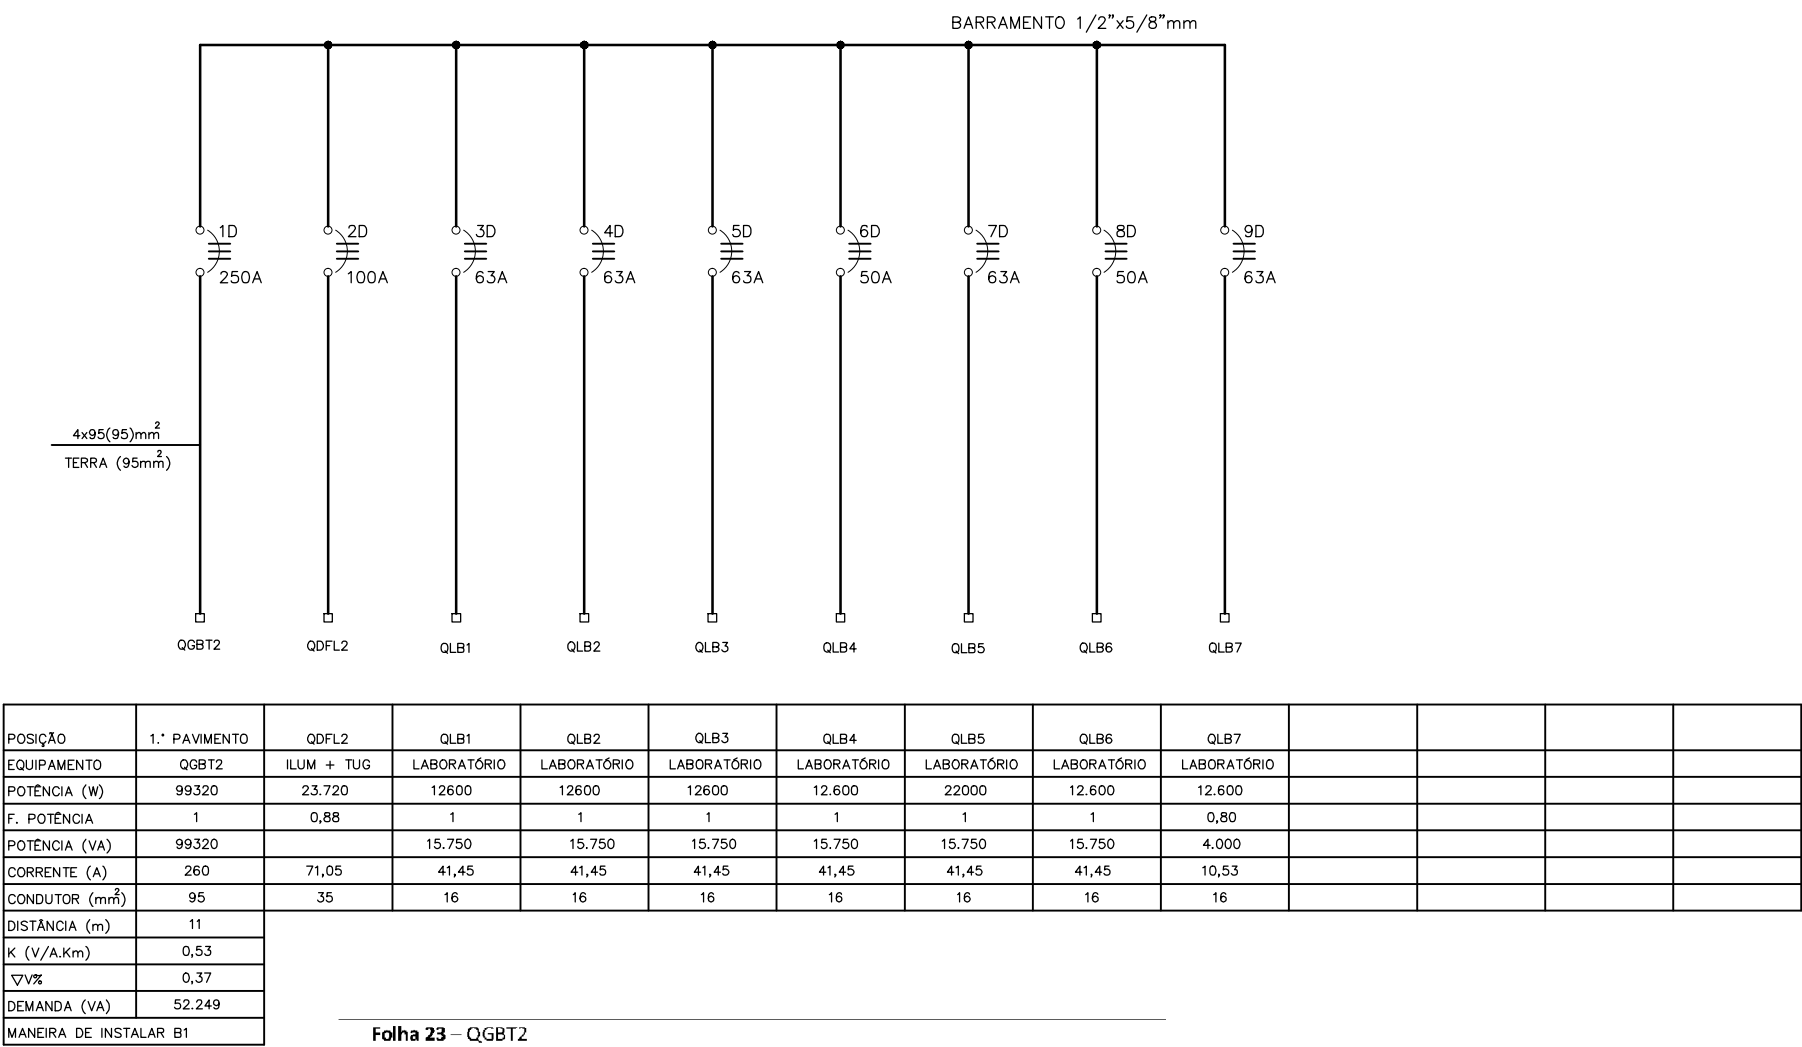 BARRAMENTO 1/2"x5/8"mm
1D 2D 3D 4D 5D 6D 7D 8D 9D
250A 100A 63A 63A 63A 50A 63A 50A 63A
4x95(95)mm²
TERRA (95mm²)
QGBT2 QDFL2 QLB1 QLB2 QLB3 QLB4 QLB5 QLB6 QLB7
POSIÇÃO 1.° PAVIMENTO QDFL2 QLB1 QLB2 QLB3 QLB4 QLB5 QLB6 QLB7
EQUIPAMENTO QGBT2 ILUM + TUG LABORATÓRIO LABORATÓRIO LABORATÓRIO LABORATÓRIO LABORATÓRIO LABORATÓRIO LABORATÓRIO
POTÊNCIA (W) 99320 23.720 12600 12600 12600 12.600 22000 12.600 12.600
F. POTÊNCIA 1 0,88 1 1 1 1 1 1 0,80
POTÊNCIA (VA) 99320 15.750 15.750 15.750 15.750 15.750 15.750 4.000
CORRENTE (A) 260 71,05 41,45 41,45 41,45 41,45 41,45 41,45 10,53
CONDUTOR (mm²) 95 35 16 16 16 16 16 16 16
DISTÂNCIA (m) 11
K (V/A.Km) 0,53
▽V% 0,37
DEMANDA (VA) 52.249
MANEIRA DE INSTALAR B1
Folha 23 – QGBT2